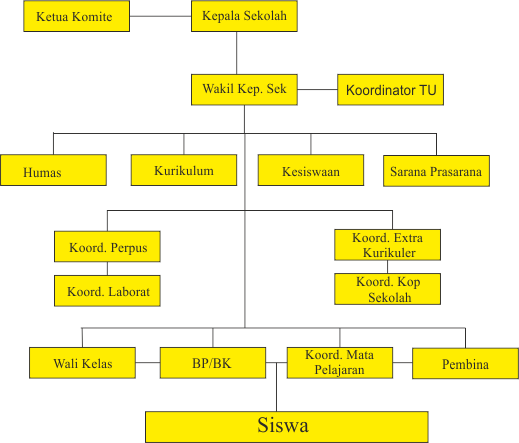 Ketua Komite
Kepala Sekolah
Wakil Kep. Sek
Koordinator TU
Humas
Kurikulum
Kesiswaan
Sarana Prasarana
Koord. Perpus
Koord. Extra
Kurikuler
Koord. Laborat
Koord. Kop
Sekolah
Wali Kelas
BP/BK
Koord. Mata
Pelajaran
Pembina
Siswa